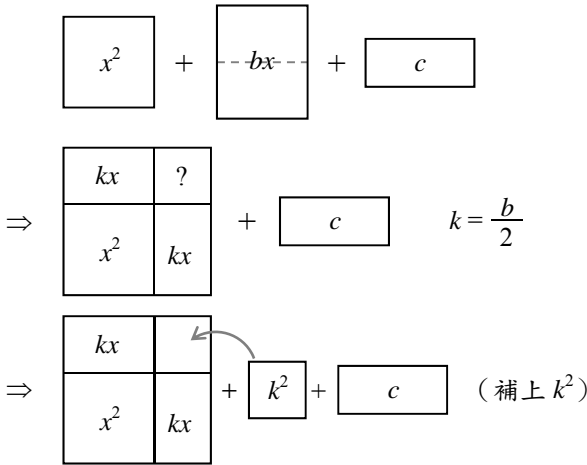 x² + bx + c
kx ?
⇒ + c k = b/2
x² kx
kx
⇒ + k² + c （補上 k²）
x² kx